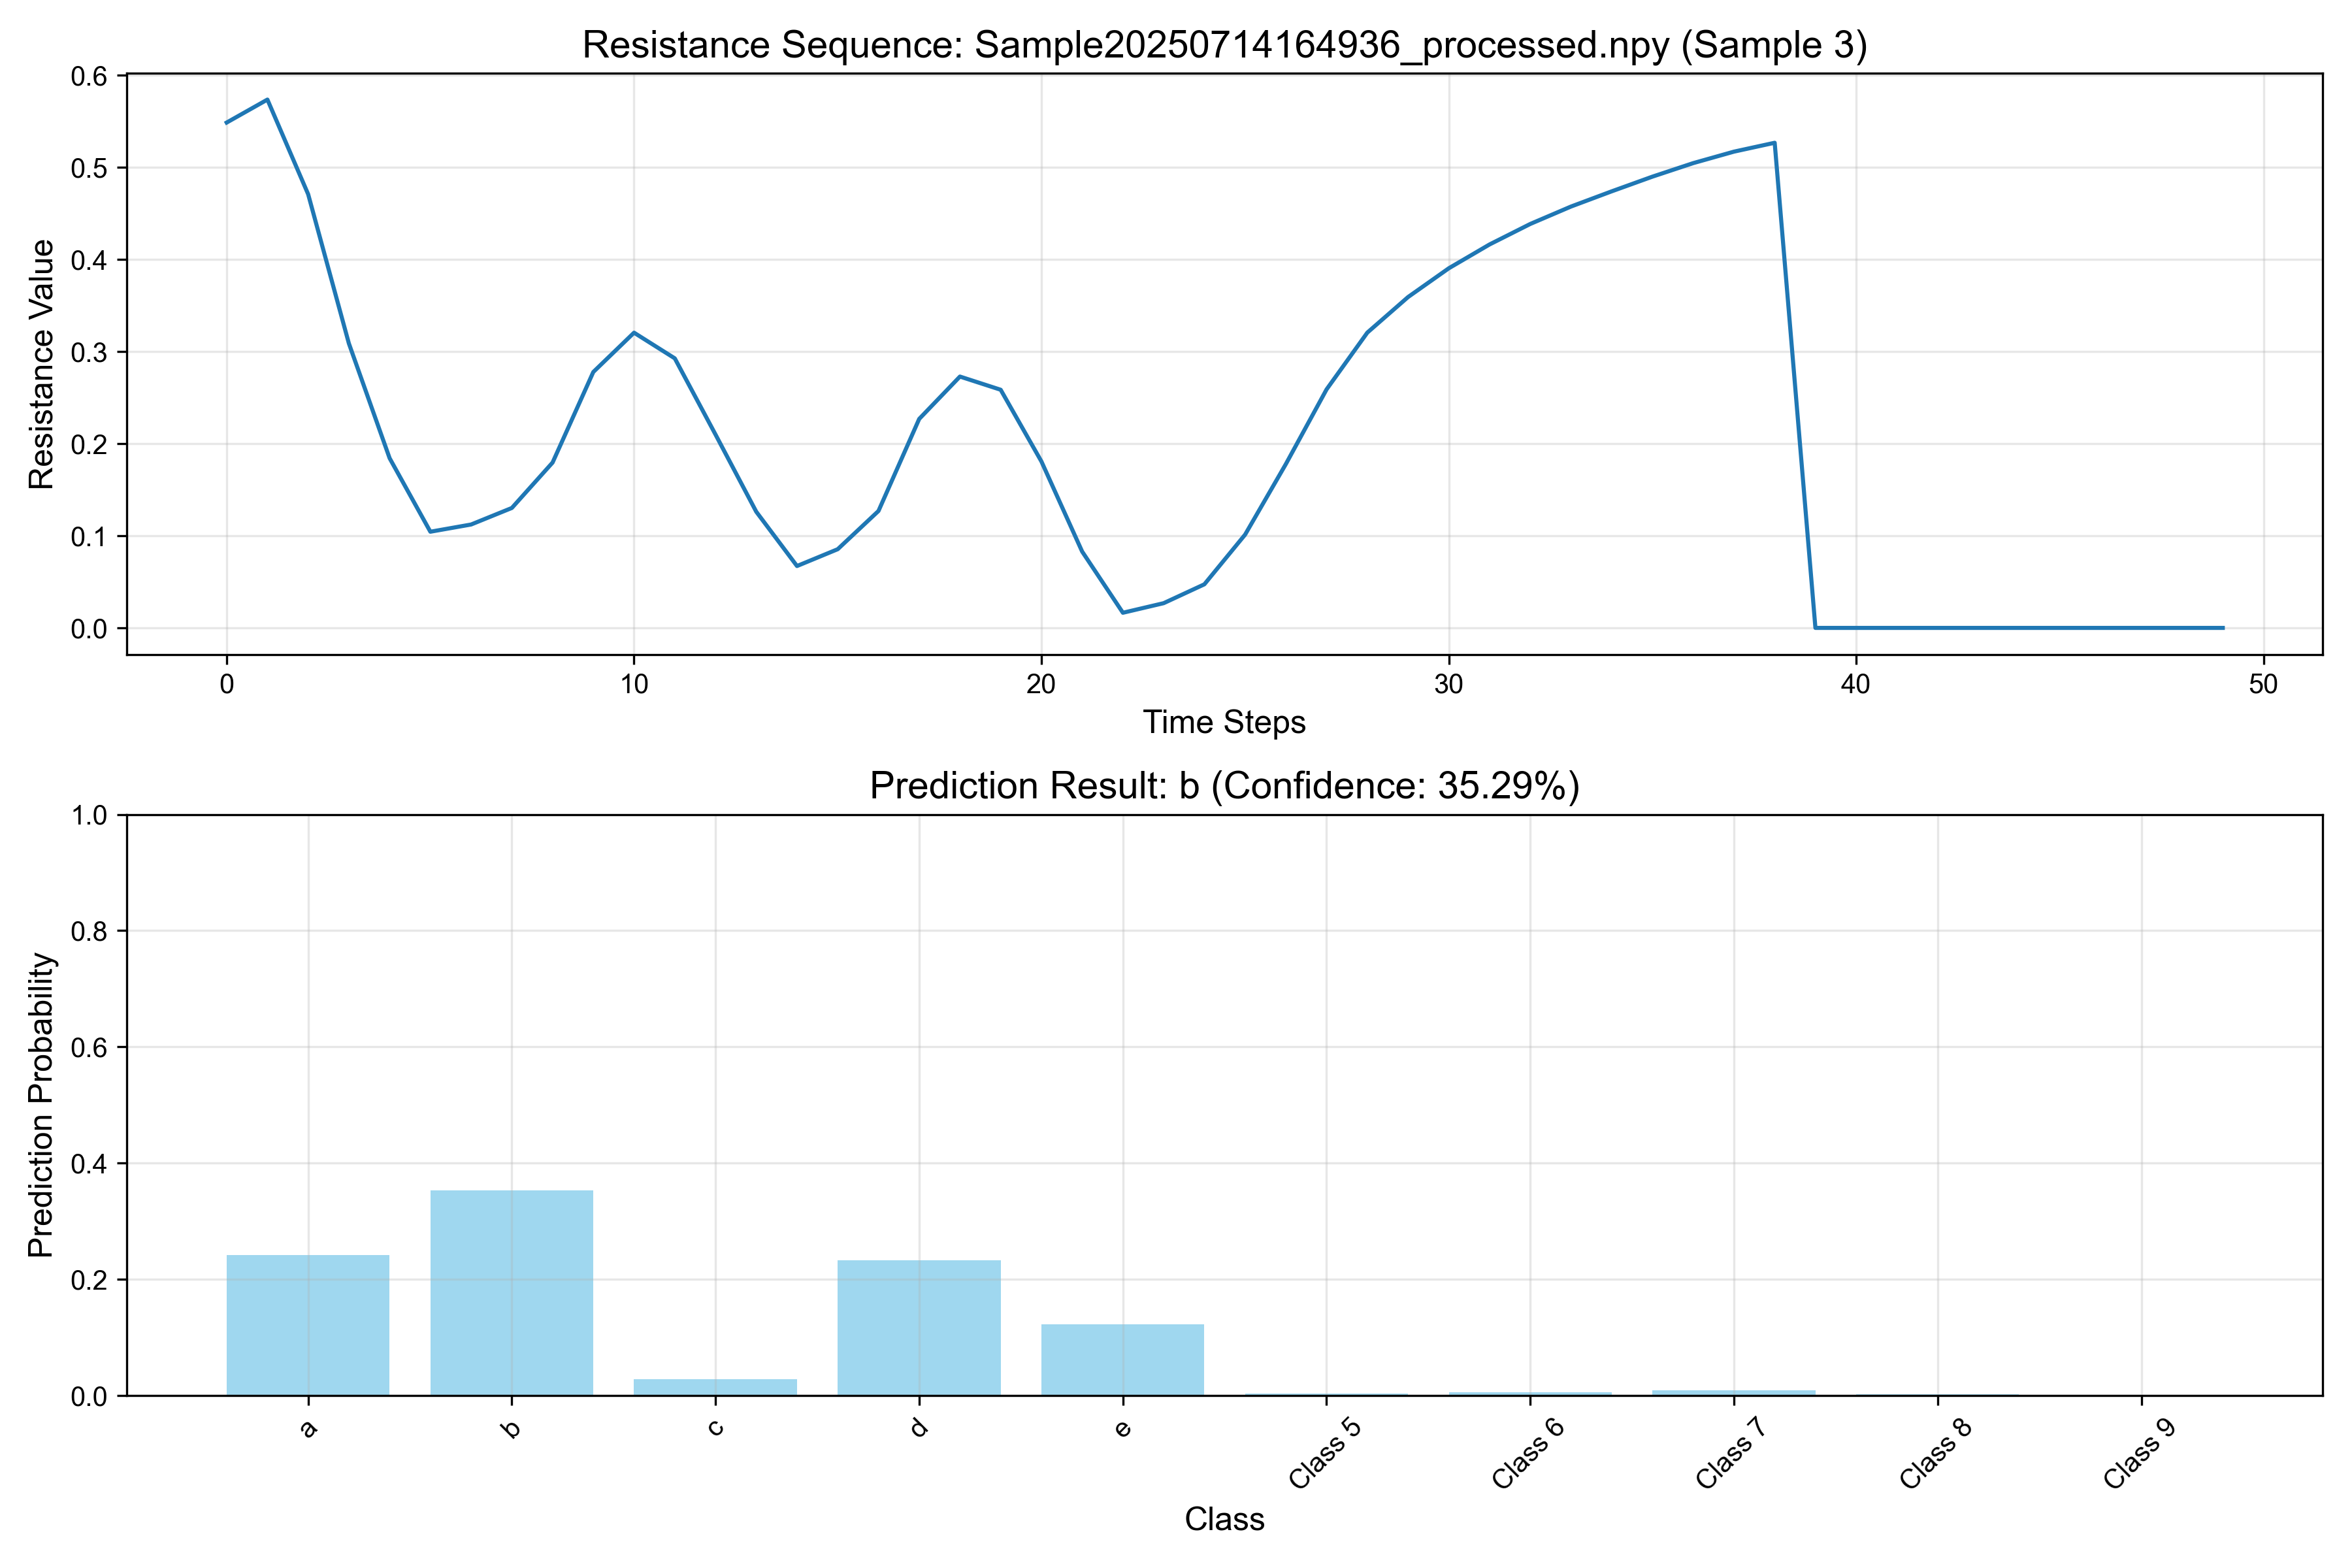 Resistance Sequence: Sample20250714164936_processed.npy (Sample 3)
Resistance Value
0.6
0.5
0.4
0.3
0.2
0.1
0.0
0 10 20 30 40 50
Time Steps
Prediction Result: b (Confidence: 35.29%)
Prediction Probability
1.0
0.8
0.6
0.4
0.2
0.0
a b c d e Class 5 Class 6 Class 7 Class 8 Class 9
Class